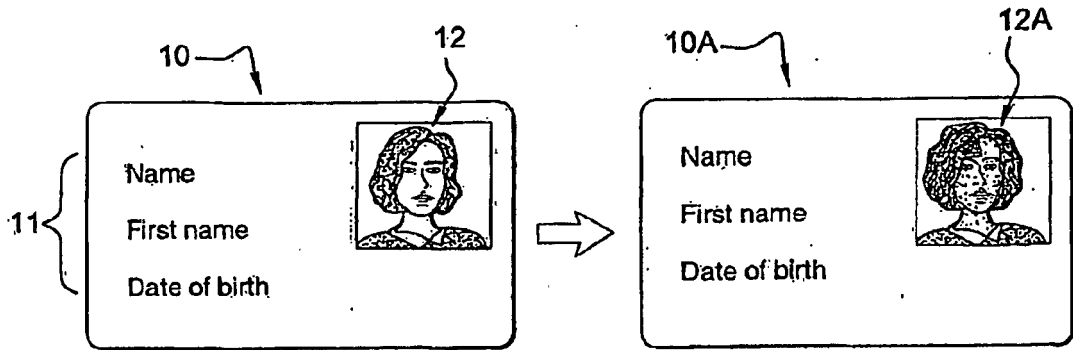 10
12
11
Name
First name
Date of birth
10A
12A
Name
First name
Date of birth